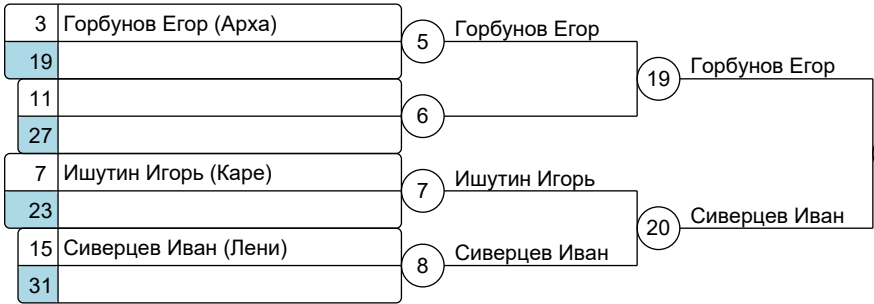 3 Горбунов Егор (Арха)
19
5 Горбунов Егор
19 Горбунов Егор
11
27
6
7 Ишутин Игорь (Каре)
23
7 Ишутин Игорь
20 Сиверцев Иван
15 Сиверцев Иван (Лени)
31
8 Сиверцев Иван